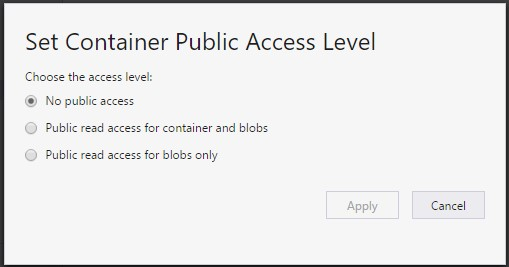 Set Container Public Access Level
Choose the access level:
No public access
Public read access for container and blobs
Public read access for blobs only
Apply
Cancel